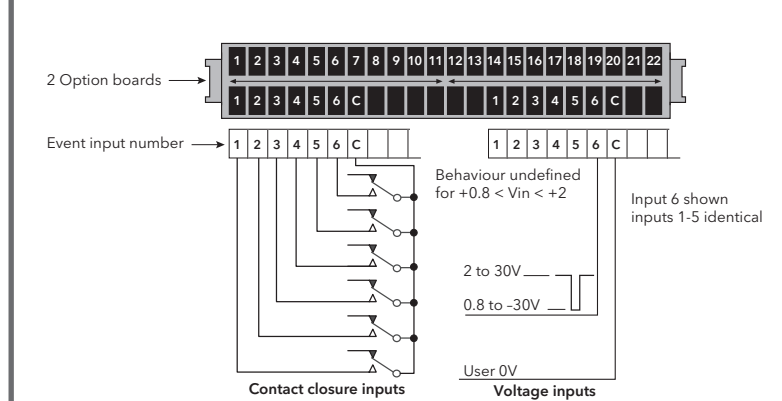 1 2 3 4 5 6 7 8 9 10 11 12 13 14 15 16 17 18 19 20 21 22
2 Option boards
1 2 3 4 5 6 C 1 2 3 4 5 6 C
Event input number
1 2 3 4 5 6 C
1 2 3 4 5 6 C
Behaviour undefined
for +0.8 < Vin < +2
Input 6 shown
inputs 1-5 identical
2 to 30V
0.8 to –30V
User 0V
Contact closure inputs
Voltage inputs